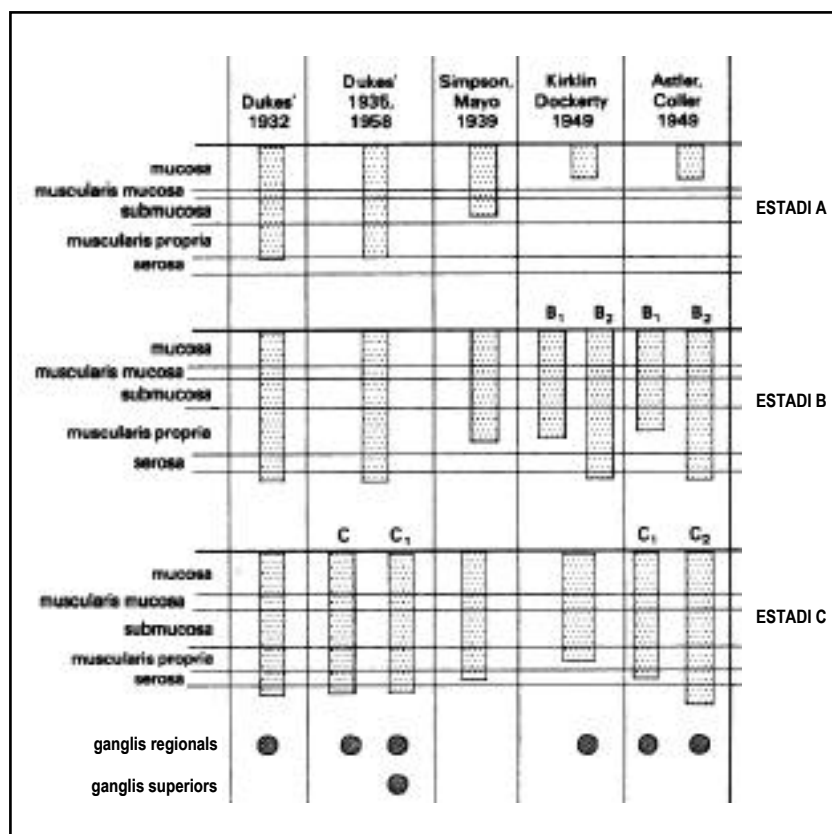 Dukes' 1932
Dukes' 1935, 1958
Simpson, Mayo 1939
Kirklin Dockerty 1949
Astler, Coller 1949
mucosa
muscularis mucosa
submucosa
muscularis propria
serosa
ESTADI A
B₁ B₂ B₁ B₂
mucosa
muscularis mucosa
submucosa
muscularis propria
serosa
ESTADI B
C C₁ C₁ C₂
mucosa
muscularis mucosa
submucosa
muscularis propria
serosa
ESTADI C
ganglis regionals
ganglis superiors